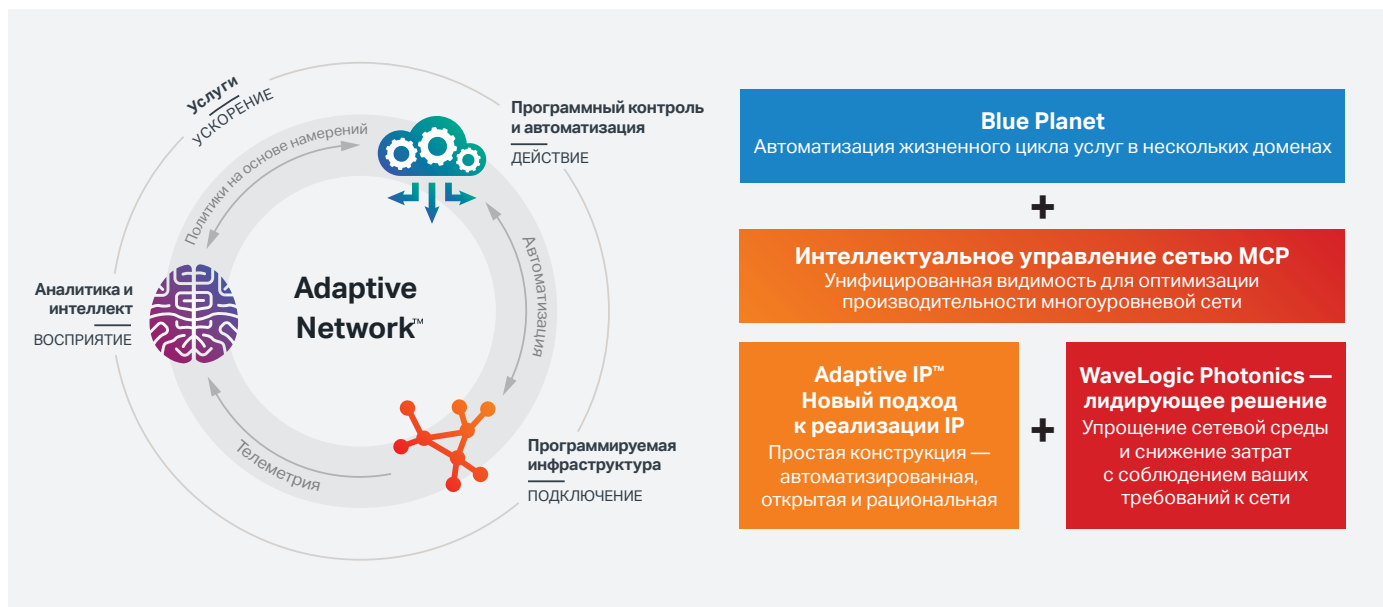 Услуги
УСКОРЕНИЕ
Политики на основе намерений
Программный контроль
и автоматизация
ДЕЙСТВИЕ
Автоматизация
Аналитика и
интеллект
ВОСПРИЯТИЕ
Adaptive
Network™
Программируемая
инфраструктура
ПОДКЛЮЧЕНИЕ
Телеметрия
Blue Planet
Автоматизация жизненного цикла услуг в нескольких доменах
+
Интеллектуальное управление сетью MCP
Унифицированная видимость для оптимизации
производительности многоуровневой сети
Adaptive IP™
Новый подход
к реализации IP
Простая конструкция —
автоматизированная,
открытая и рациональная
+
WaveLogic Photonics —
лидирующее решение
Упрощение сетевой среды
и снижение затрат
с соблюдением ваших
требований к сети